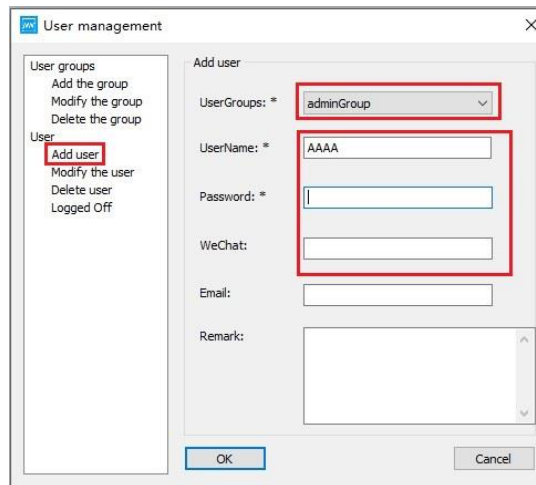 User management
User groups
Add the group
Modify the group
Delete the group
User
Add user
Modify the user
Delete user
Logged Off
Add user
UserGroups: * adminGroup
UserName: * AAAA
Password: *
WeChat:
Email:
Remark:
OK Cancel